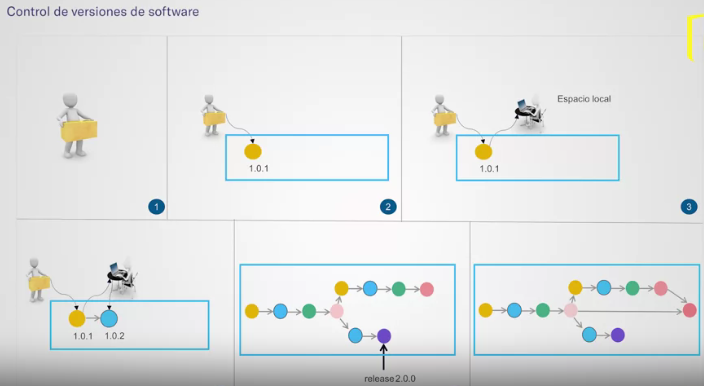 Control de versiones de software
1
1.0.1
2
Espacio local
1.0.1
3
1.0.1
1.0.2
release2.0.0